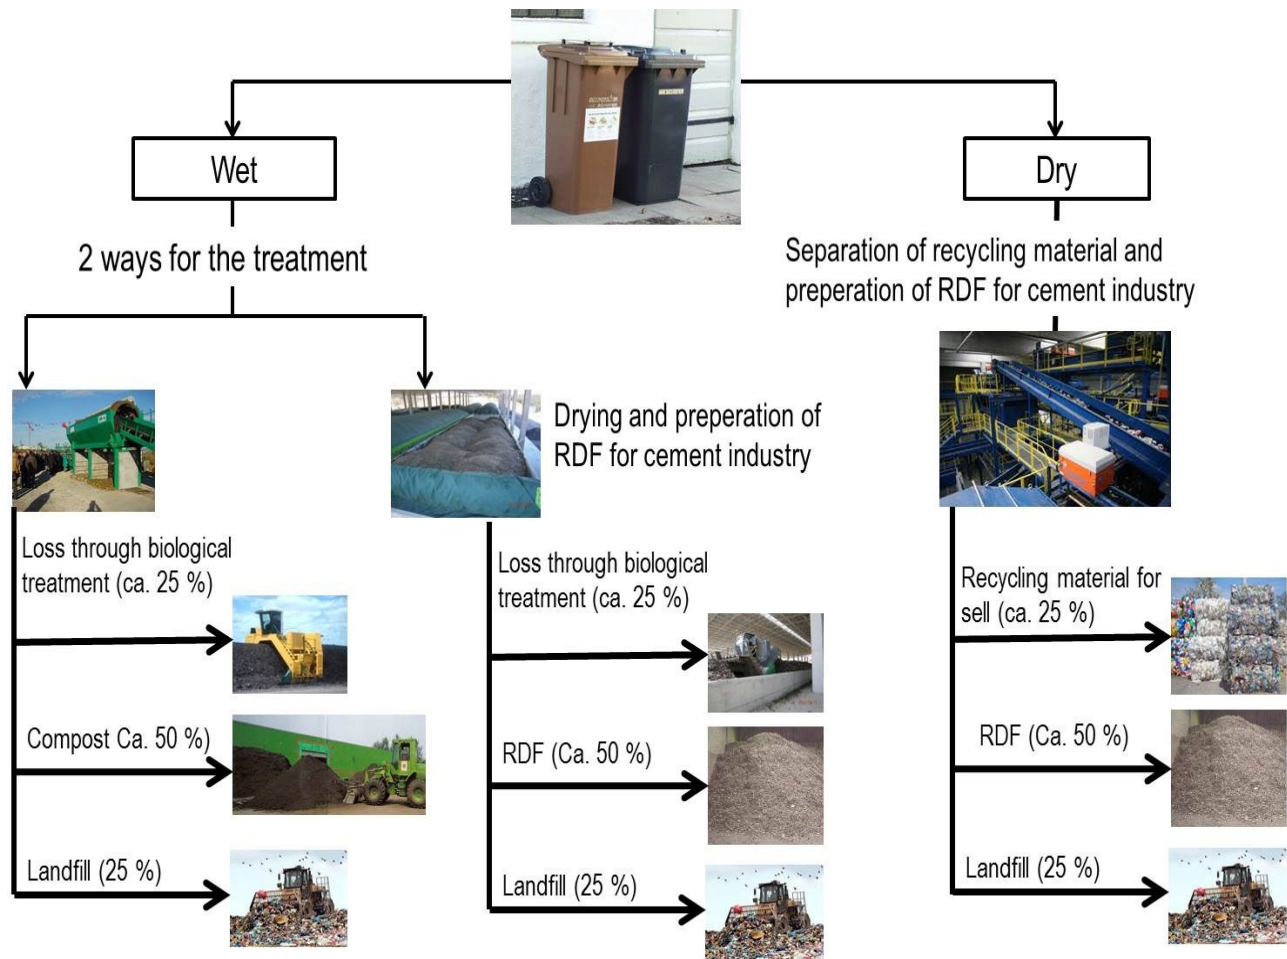 Wet
Dry
2 ways for the treatment
Separation of recycling material and
preperation of RDF for cement industry
Drying and preperation of
RDF for cement industry
Loss through biological
treatment (ca. 25 %)
Compost Ca. 50 %)
Landfill (25 %)
Loss through biological
treatment (ca. 25 %)
RDF (Ca. 50 %)
Landfill (25 %)
Recycling material for
sell (ca. 25 %)
RDF (Ca. 50 %)
Landfill (25 %)